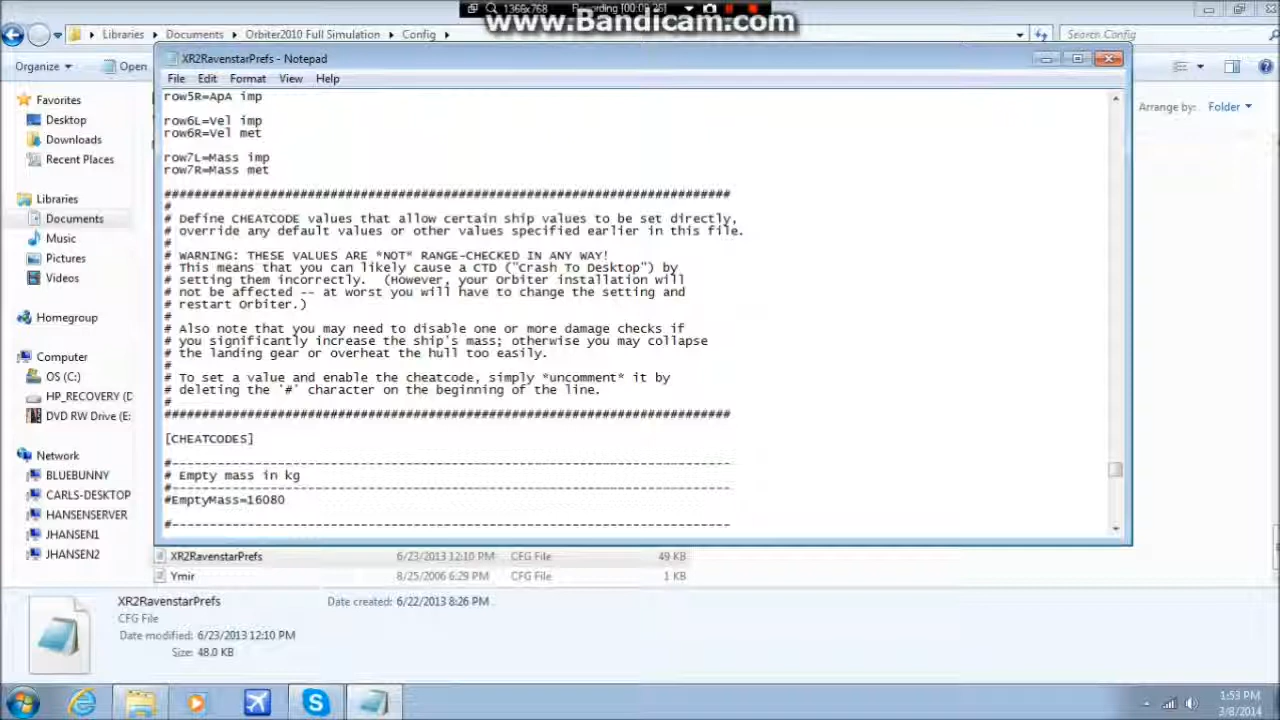 1366x768 Recording [00:09:26]
www.Bandicam.com
Libraries Documents Orbiter2010 Full Simulation Config Search Config
Organize Open Arrange by: Folder
XR2RavenstarPrefs - Notepad
File Edit Format View Help
row5R=ApA imp
row6L=Vel imp
row6R=Vel met
row7L=Mass imp
row7R=Mass met
###########################################################################
#
# Define CHEATCODE values that allow certain ship values to be set directly,
# override any default values or other values specified earlier in this file.
#
# WARNING: THESE VALUES ARE *NOT* RANGE-CHECKED IN ANY WAY!
# This means that you can likely cause a CTD ("Crash To Desktop") by
# setting them incorrectly. (However, your Orbiter installation will
# not be affected -- at worst you will have to change the setting and
# restart Orbiter.)
#
# Also note that you may need to disable one or more damage checks if
# you significantly increase the ship's mass; otherwise you may collapse
# the landing gear or overheat the hull too easily.
#
# To set a value and enable the cheatcode, simply *uncomment* it by
# deleting the '#' character on the beginning of the line.
#
###########################################################################
[CHEATCODES]
#--------------------------------------------------------------------------
# Empty mass in kg
#--------------------------------------------------------------------------
#EmptyMass=16080
#--------------------------------------------------------------------------
Favorites
Desktop
Downloads
Recent Places
Libraries
Documents
Music
Pictures
Videos
Homegroup
Computer
OS (C:)
HP_RECOVERY (D
DVD RW Drive (E:
Network
BLUEBUNNY
CARLS-DESKTOP
HANSENSERVER
JHANSEN1
JHANSEN2
XR2RavenstarPrefs 6/23/2013 12:10 PM CFG File 49 KB
Ymir 8/25/2006 6:29 PM CFG File 1 KB
XR2RavenstarPrefs Date created: 6/22/2013 8:26 PM
CFG File
Date modified: 6/23/2013 12:10 PM
Size: 48.0 KB
1:53 PM
3/8/2014